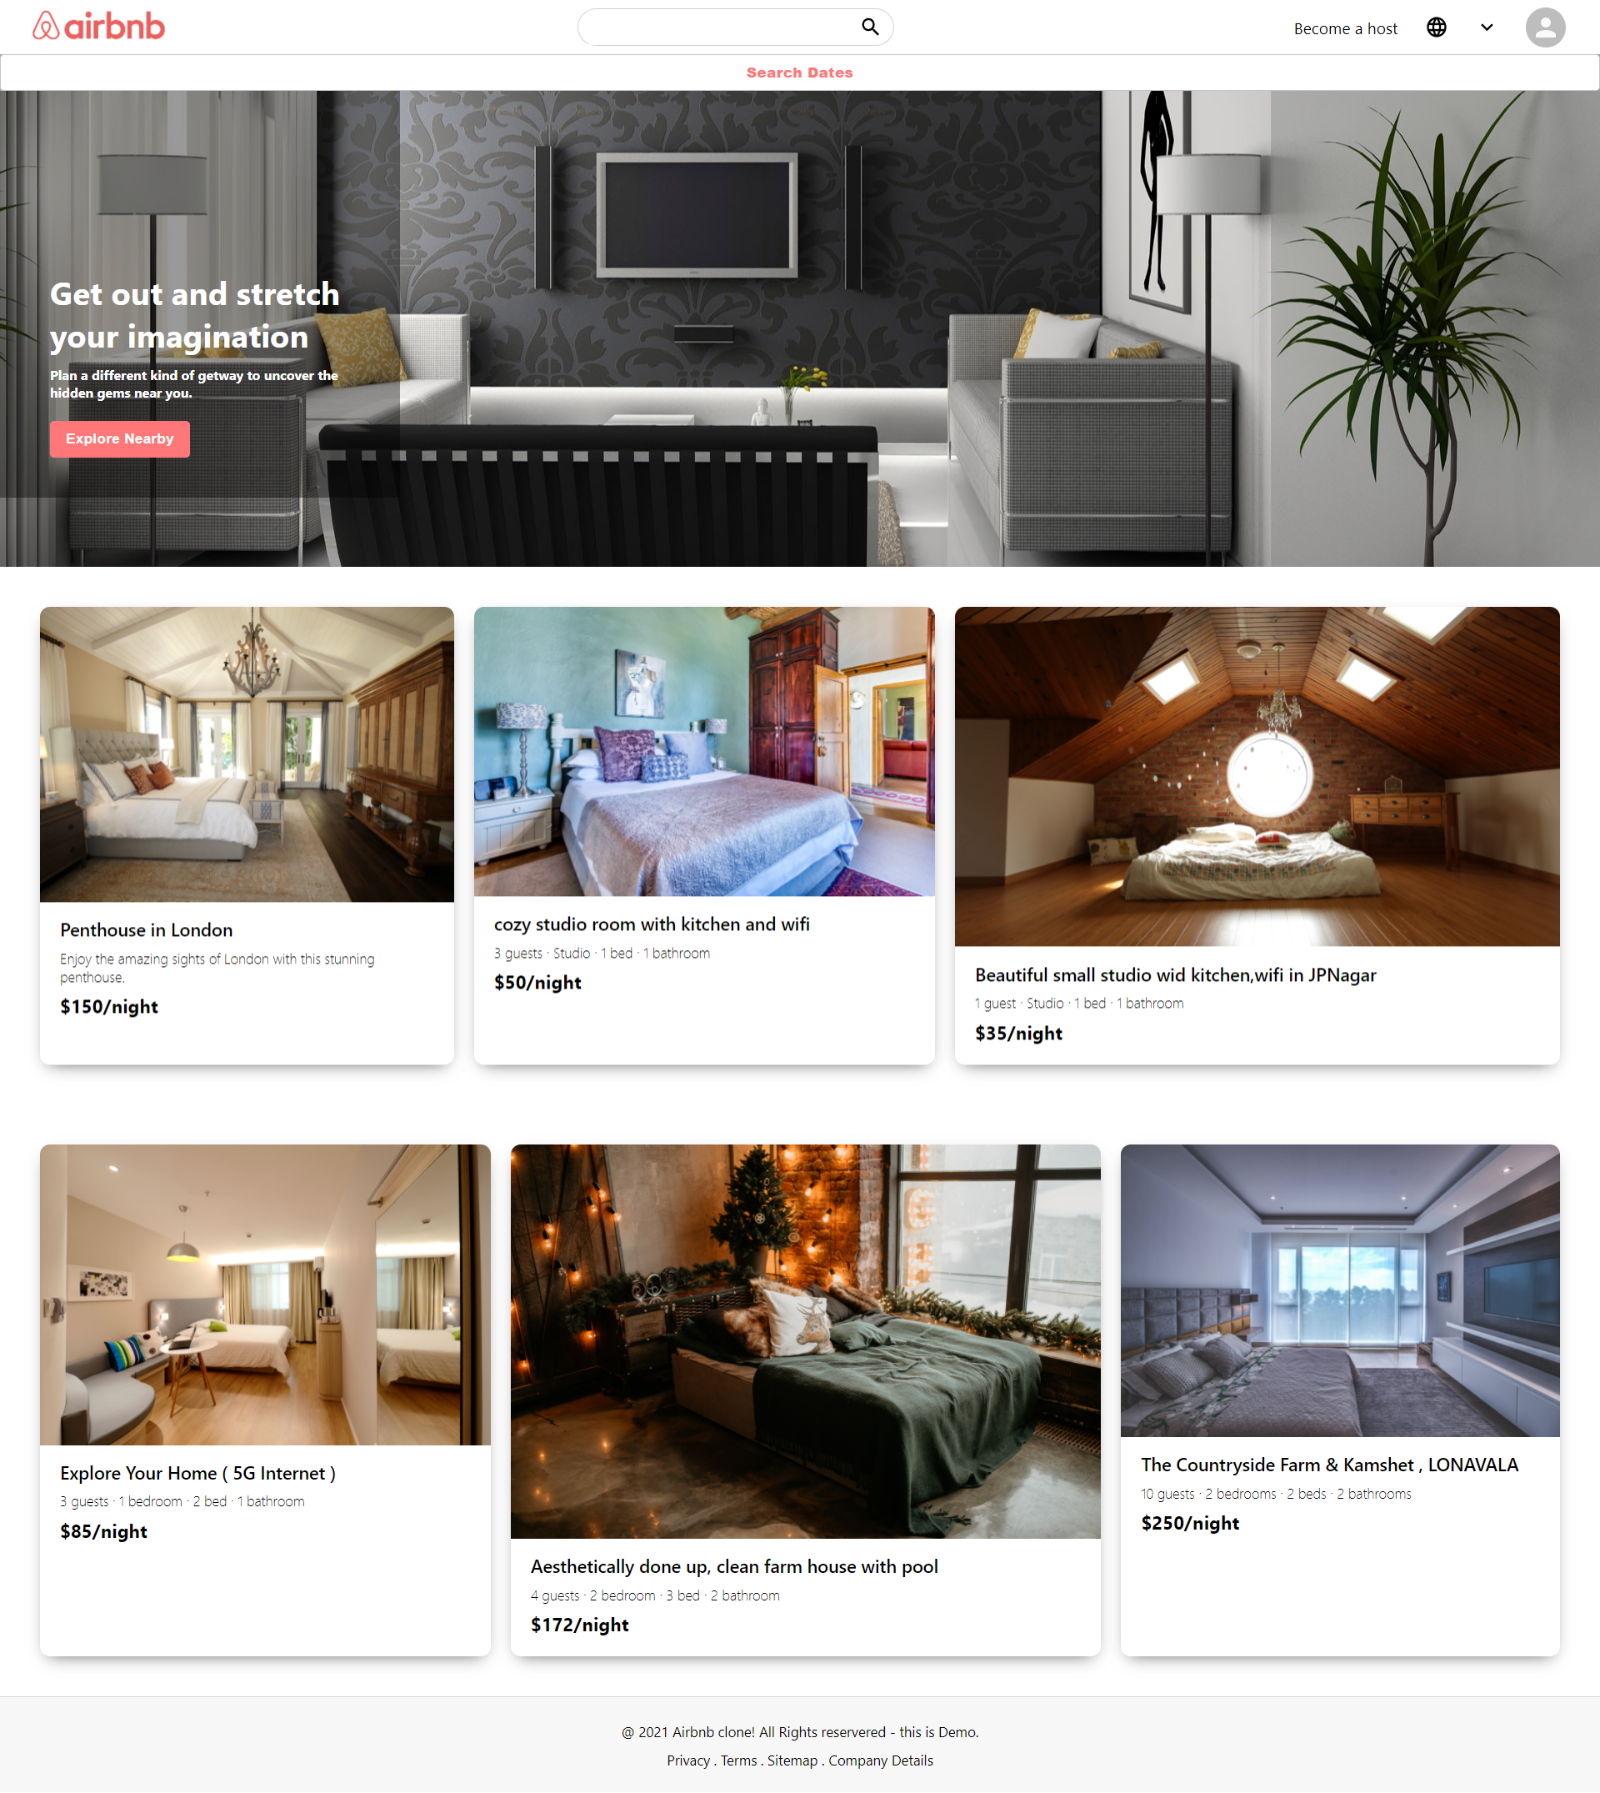 airbnb
Become a host
Search Dates
Get out and stretch
your imagination
Plan a different kind of getway to uncover the
hidden gems near you.
Explore Nearby
Penthouse in London
Enjoy the amazing sights of London with this stunning
penthouse.
$150/night
cozy studio room with kitchen and wifi
3 guests · Studio · 1 bed · 1 bathroom
$50/night
Beautiful small studio wid kitchen,wifi in JPNagar
1 guest · Studio · 1 bed · 1 bathroom
$35/night
Explore Your Home ( 5G Internet )
3 guests · 1 bedroom · 2 bed · 1 bathroom
$85/night
Aesthetically done up, clean farm house with pool
4 guests · 2 bedroom · 3 bed · 2 bathroom
$172/night
The Countryside Farm & Kamshet , LONAVALA
10 guests · 2 bedrooms · 2 beds · 2 bathrooms
$250/night
@ 2021 Airbnb clone! All Rights reservered - this is Demo.
Privacy . Terms . Sitemap . Company Details